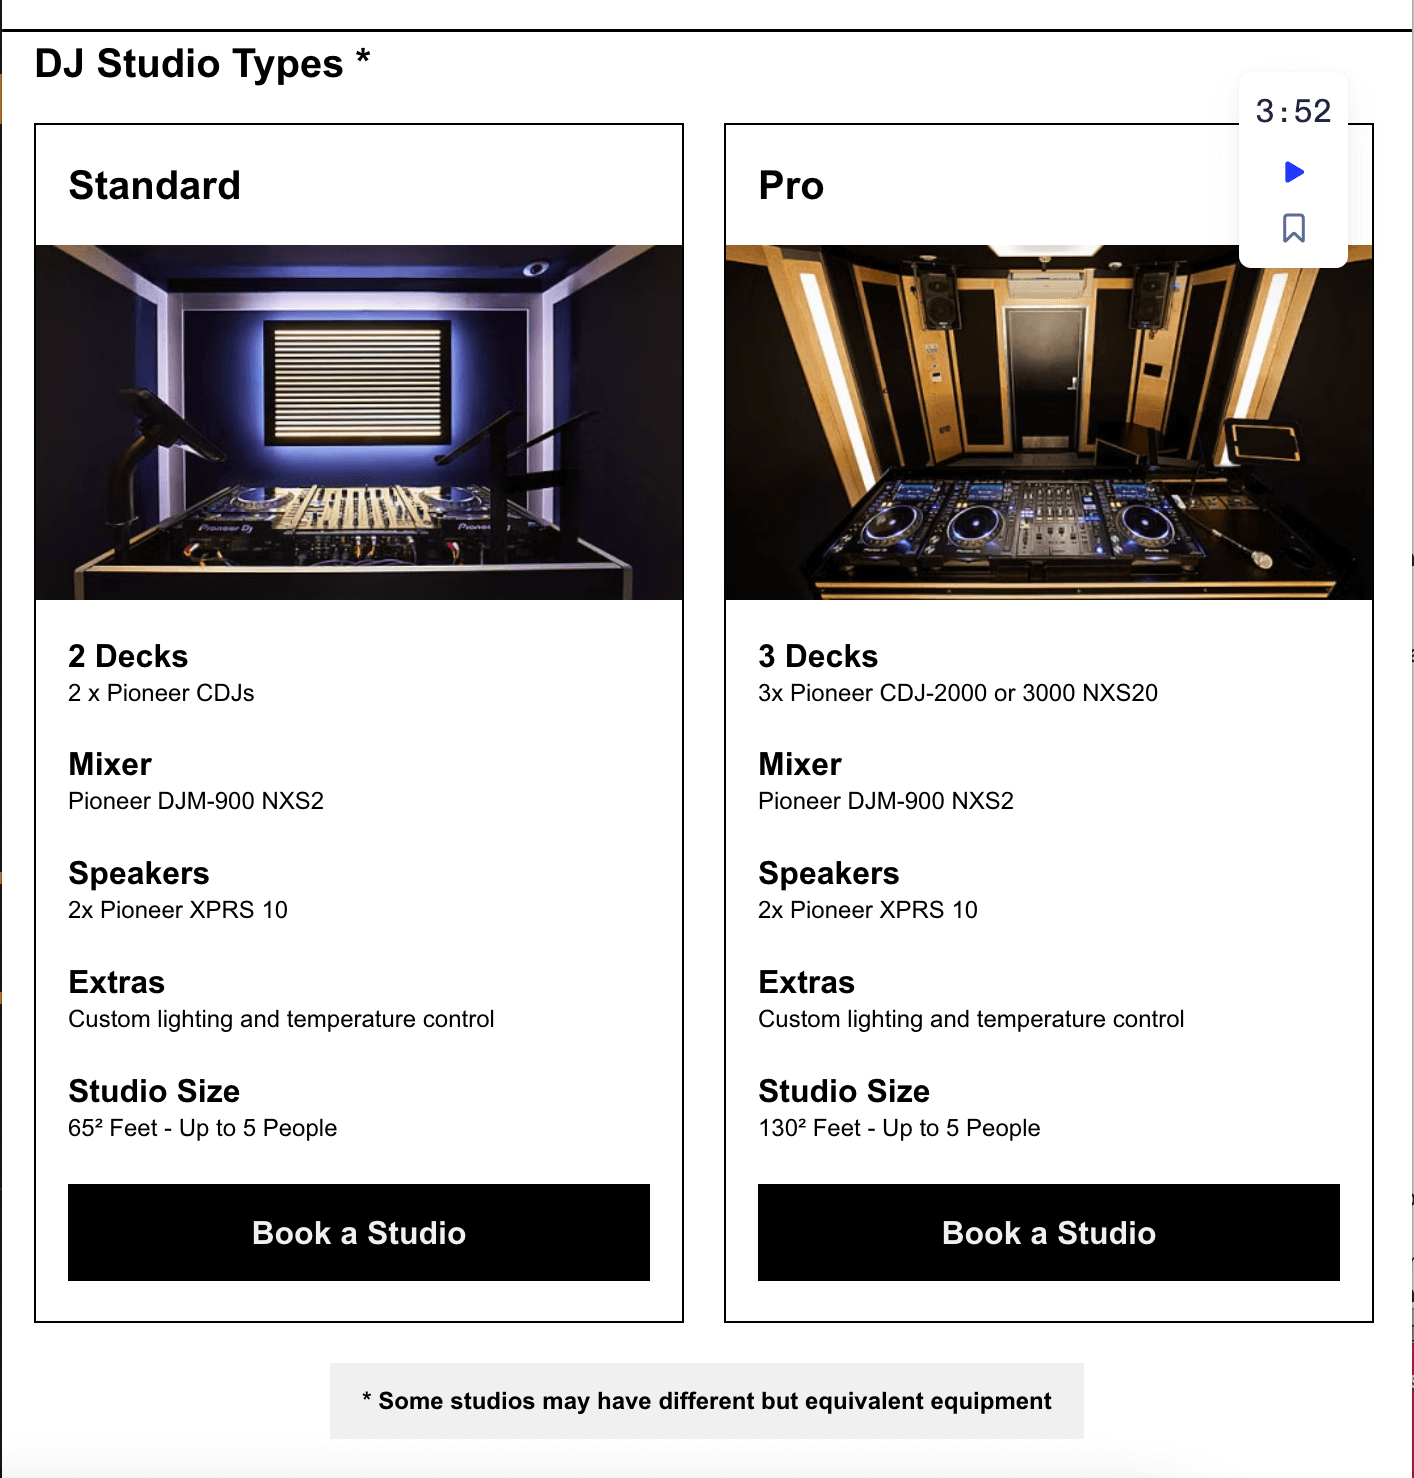 DJ Studio Types *
3:52
Standard
Pioneer DJ
2 Decks
2 x Pioneer CDJs
Mixer
Pioneer DJM-900 NXS2
Speakers
2x Pioneer XPRS 10
Extras
Custom lighting and temperature control
Studio Size
65² Feet - Up to 5 People
Book a Studio
Pro
3 Decks
3x Pioneer CDJ-2000 or 3000 NXS20
Mixer
Pioneer DJM-900 NXS2
Speakers
2x Pioneer XPRS 10
Extras
Custom lighting and temperature control
Studio Size
130² Feet - Up to 5 People
Book a Studio
* Some studios may have different but equivalent equipment